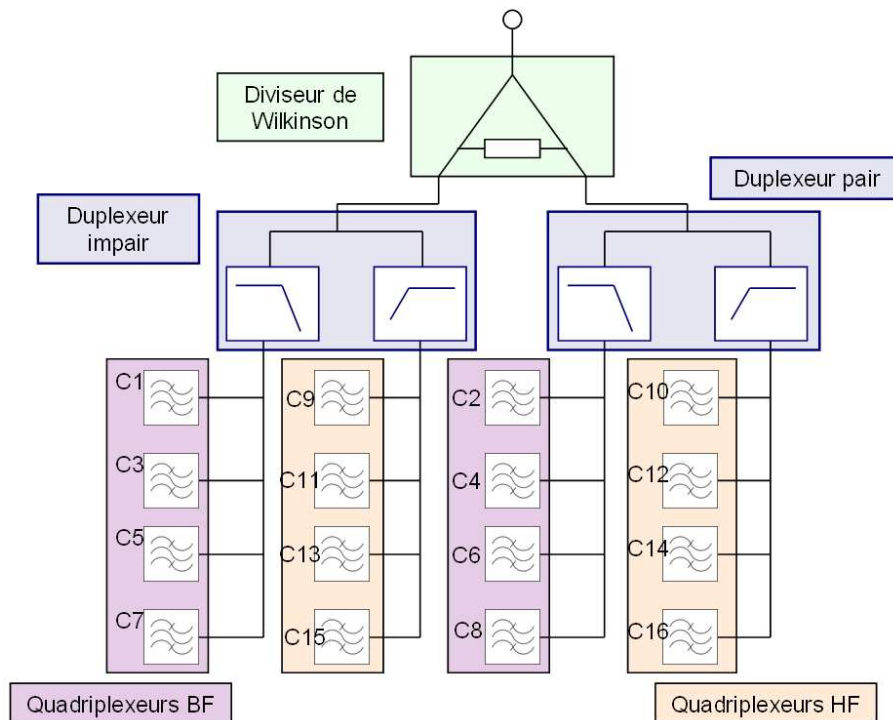 Diviseur de
Wilkinson
Duplexeur pair
Duplexeur
impair
C1
C9
C2
C10
C3
C11
C4
C12
C5
C13
C6
C14
C7
C15
C8
C16
Quadriplexeurs BF
Quadriplexeurs HF